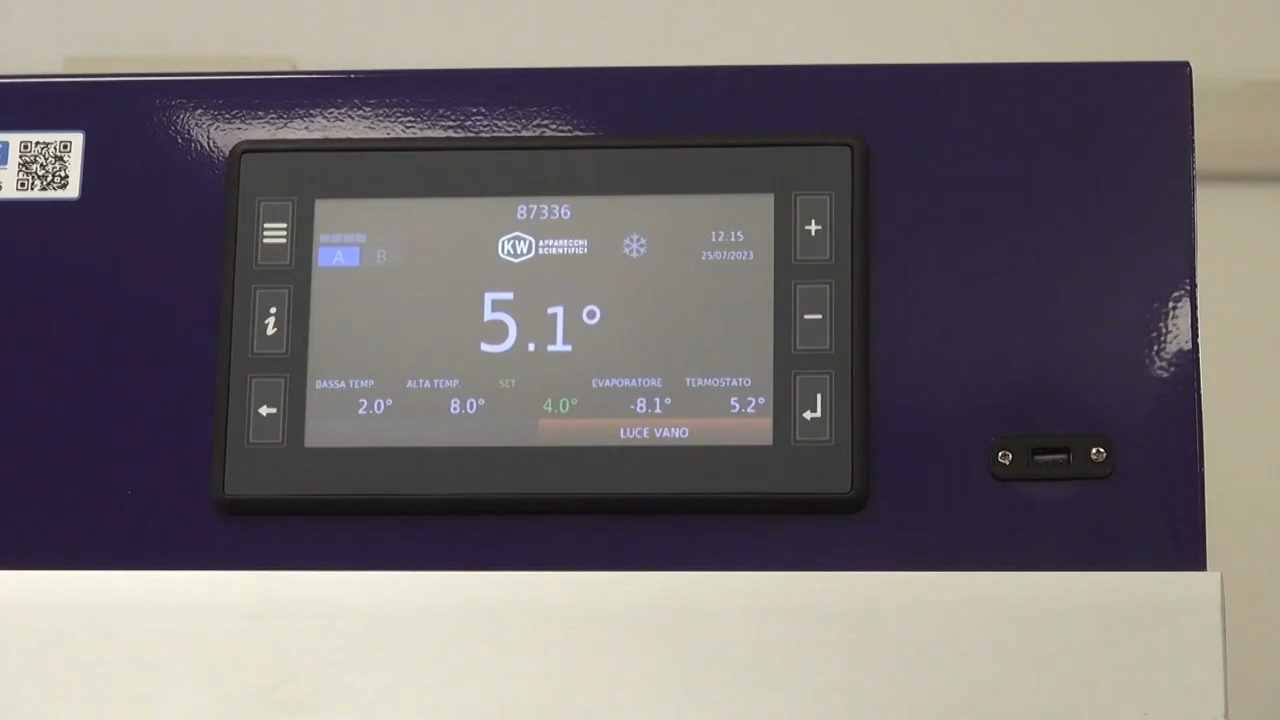 87336
A B
KW APPARECCHI
SCIENTIFICI
12.15
25/07/2023
5.1°
BASSA TEMP. ALTA TEMP. SET EVAPORATORE TERMOSTATO
2.0° 8.0° 4.0° -8.1° 5.2°
LUCE VANO